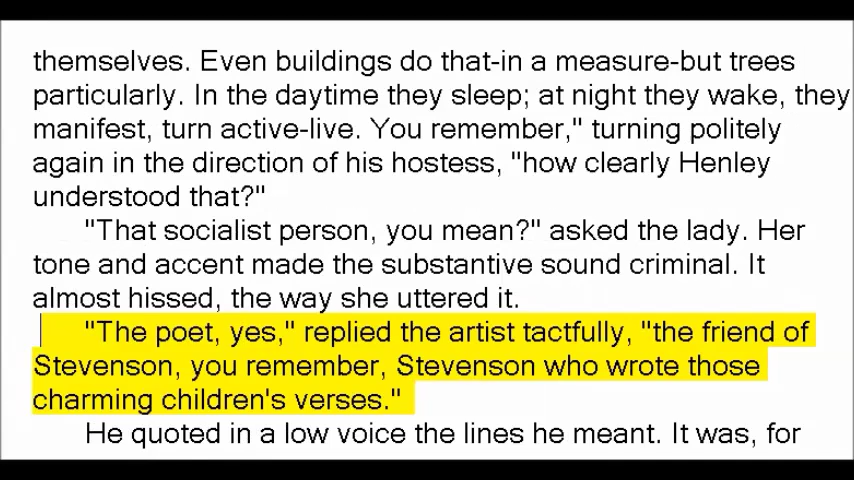 themselves. Even buildings do that-in a measure-but trees
particularly. In the daytime they sleep; at night they wake, they
manifest, turn active-live. You remember," turning politely
again in the direction of his hostess, "how clearly Henley
understood that?"
"That socialist person, you mean?" asked the lady. Her
tone and accent made the substantive sound criminal. It
almost hissed, the way she uttered it.
"The poet, yes," replied the artist tactfully, "the friend of
Stevenson, you remember, Stevenson who wrote those
charming children's verses."
He quoted in a low voice the lines he meant. It was, for